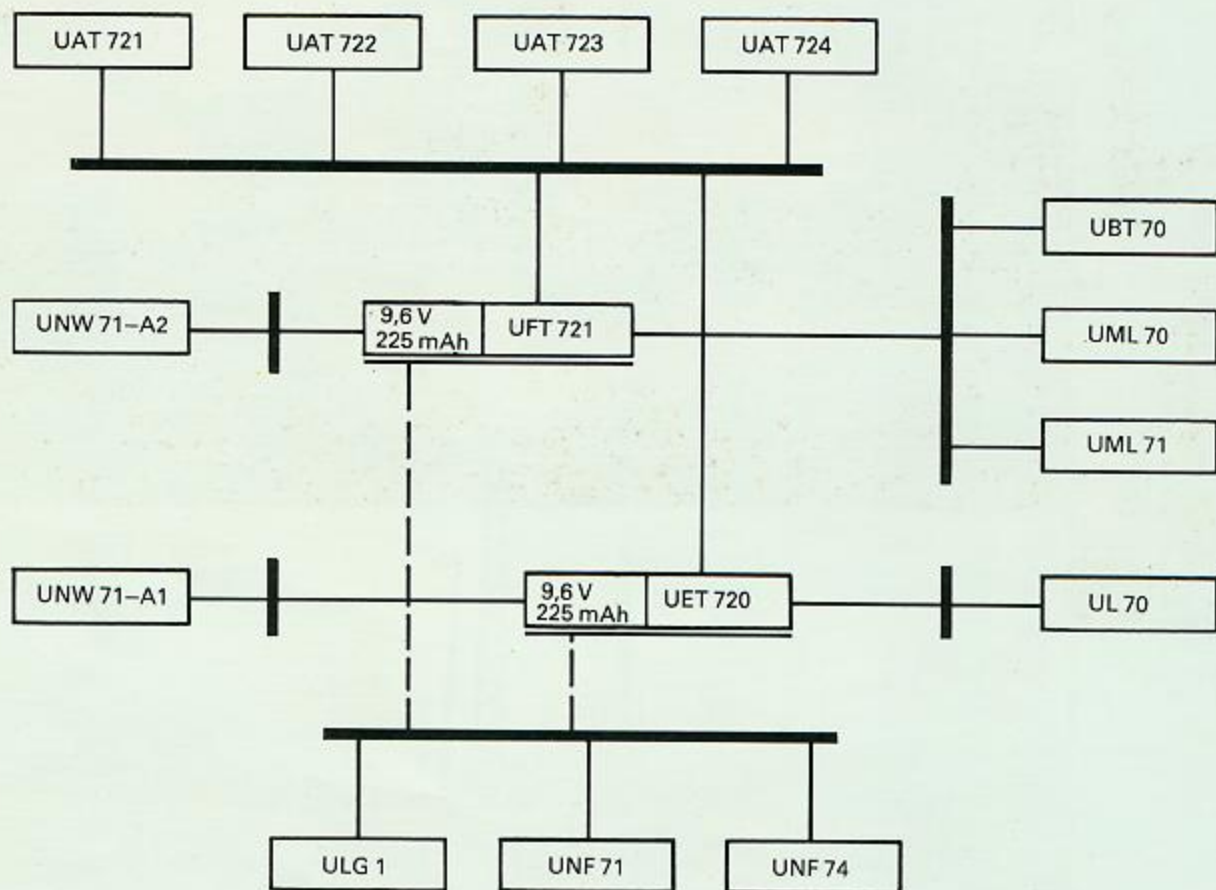 UAT 721
UAT 722
UAT 723
UAT 724
UBT 70
UNW 71–A2
9,6 V
225 mAh
UFT 721
UML 70
UML 71
UNW 71–A1
9,6 V
225 mAh
UET 720
UL 70
ULG 1
UNF 71
UNF 74